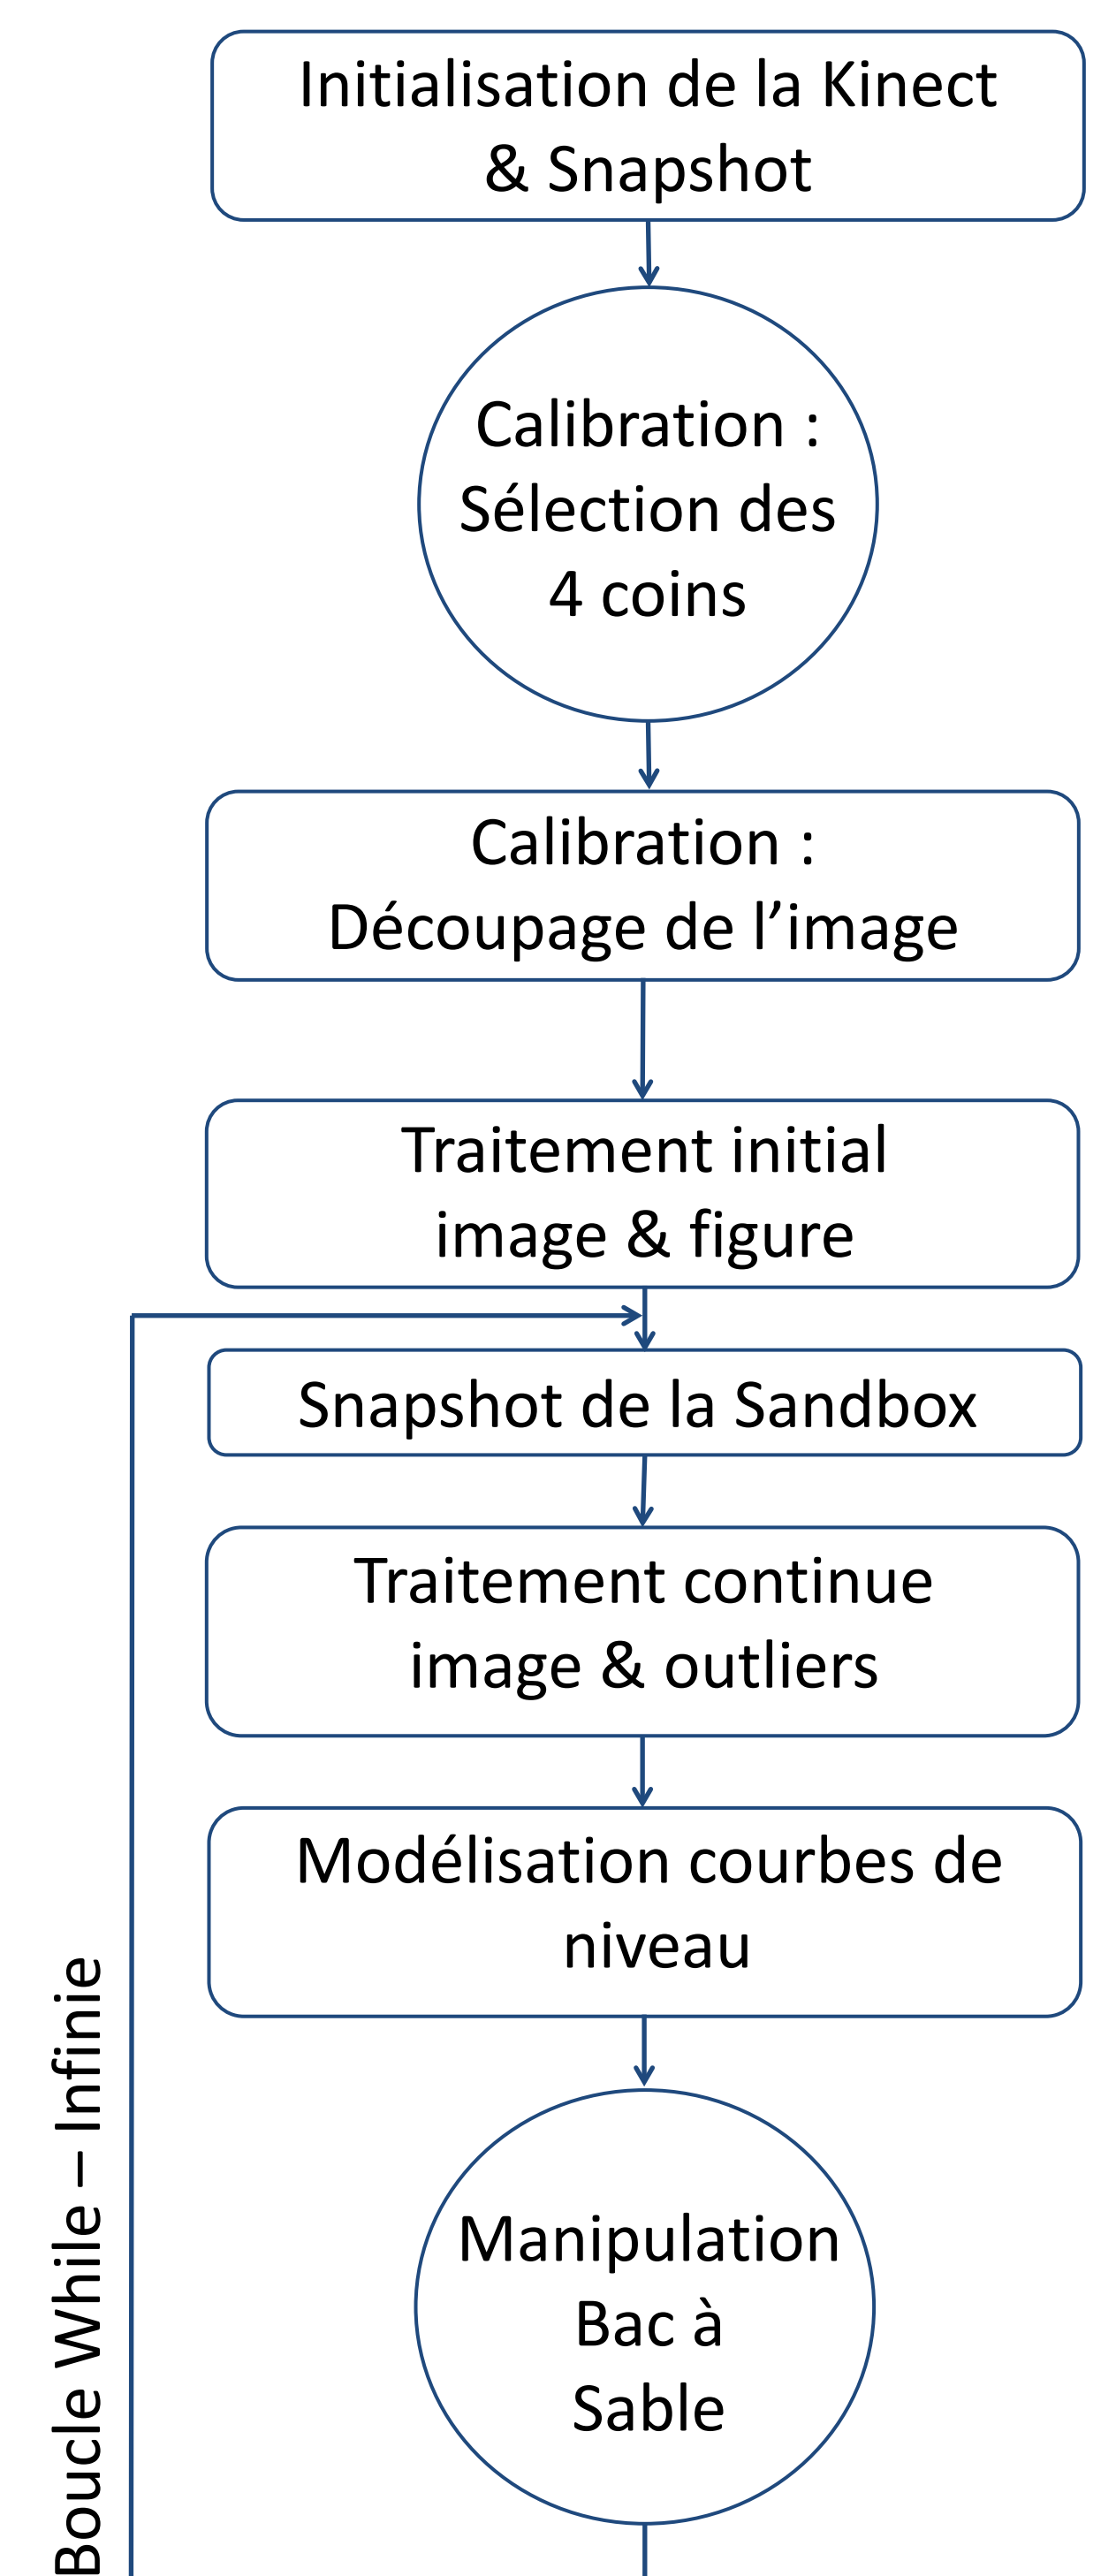 Initialisation de la Kinect
& Snapshot
Calibration :
Sélection des
4 coins
Calibration :
Découpage de l’image
Traitement initial
image & figure
Snapshot de la Sandbox
Traitement continue
image & outliers
Modélisation courbes de
niveau
Manipulation
Bac à
Sable
Boucle While – Infinie